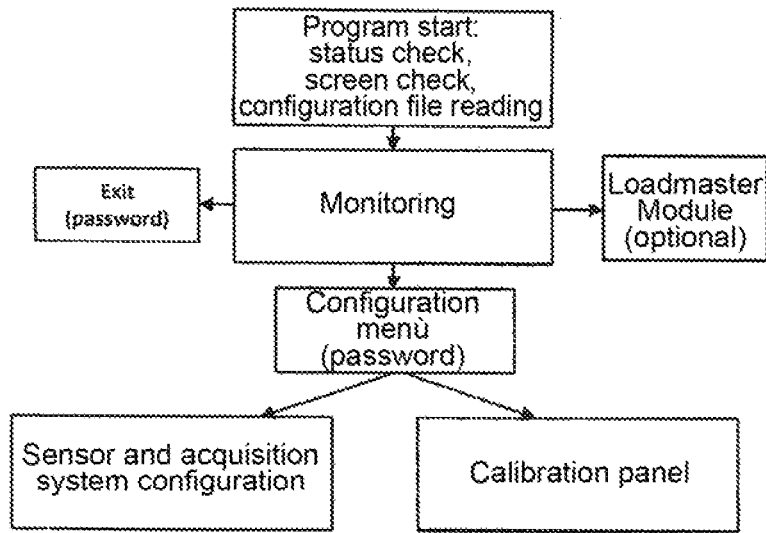 Program start:
status check,
screen check,
configuration file reading
Exit
(password)
Monitoring
Loadmaster
Module
(optional)
Configuration
menù
(password)
Sensor and acquisition
system configuration
Calibration panel